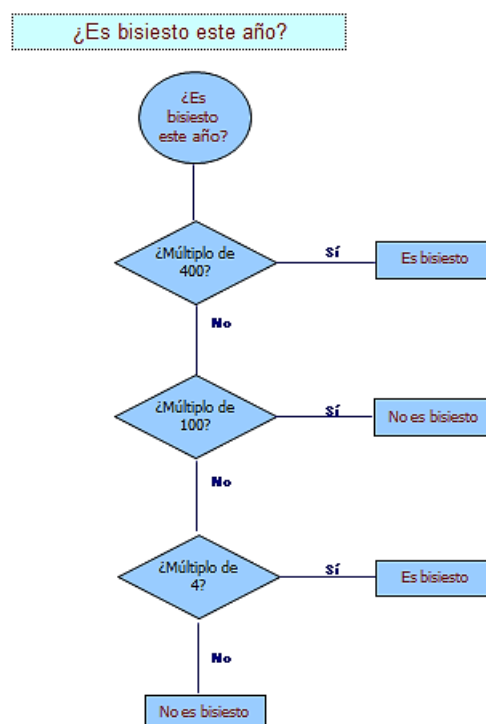 ¿Es bisiesto este año?
¿Es
bisiesto
este año?
¿Múltiplo de
400?
Sí
Es bisiesto
No
¿Múltiplo de
100?
Sí
No es bisiesto
No
¿Múltiplo de
4?
Sí
Es bisiesto
No
No es bisiesto